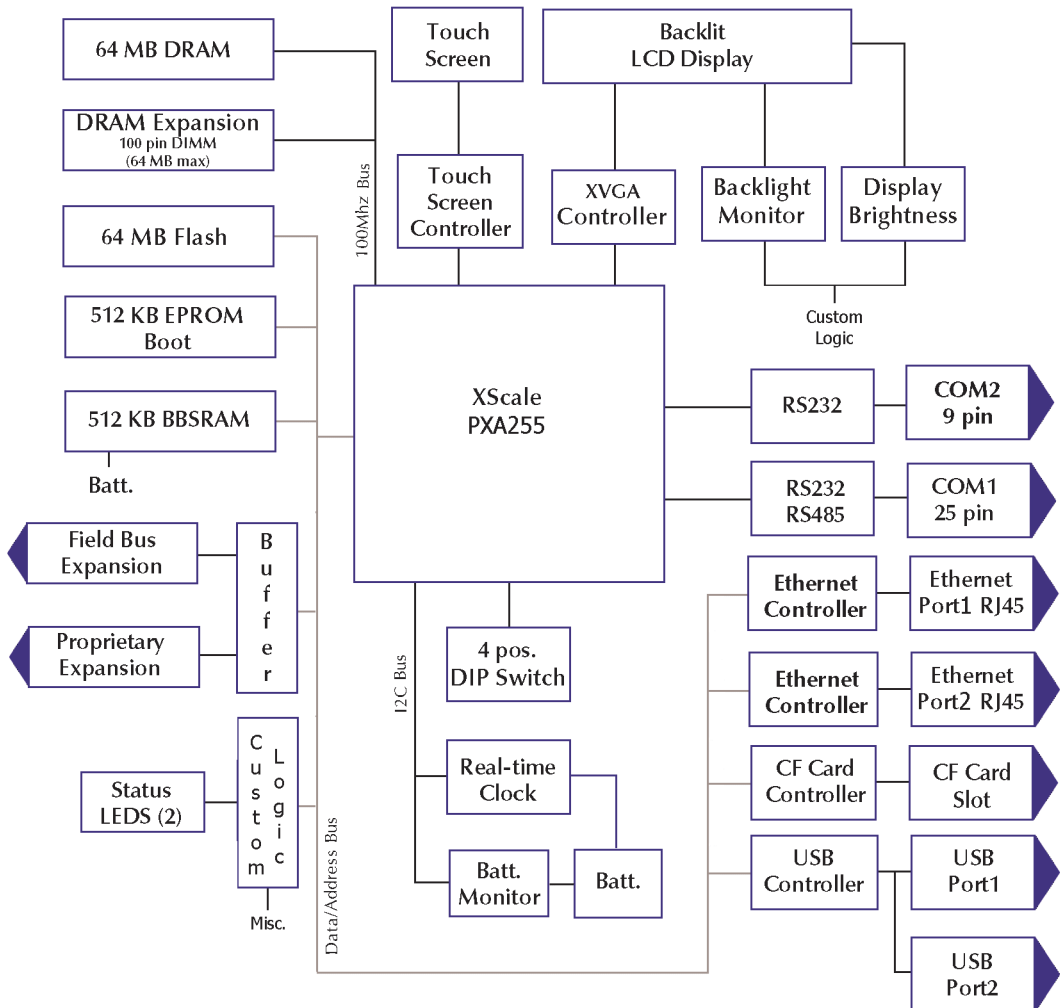 64 MB DRAM
Touch
Screen
Backlit
LCD Display
DRAM Expansion
100 pin DIMM
(64 MB max)
100Mhz Bus
Touch
Screen
Controller
XVGA
Controller
Backlight
Monitor
Display
Brightness
64 MB Flash
512 KB EPROM
Boot
Custom
Logic
XScale
PXA255
RS232
COM2
9 pin
512 KB BBSRAM
Batt.
RS232
RS485
COM1
25 pin
Field Bus
Expansion
Buffer
Proprietary
Expansion
Ethernet
Controller
Ethernet
Port1 RJ45
4 pos.
DIP Switch
I2C Bus
Ethernet
Controller
Ethernet
Port2 RJ45
Status
LEDS (2)
Custom
Logic
Misc.
Data/Address Bus
Real-time
Clock
CF Card
Controller
CF Card
Slot
Batt.
Monitor
Batt.
USB
Controller
USB
Port1
USB
Port2